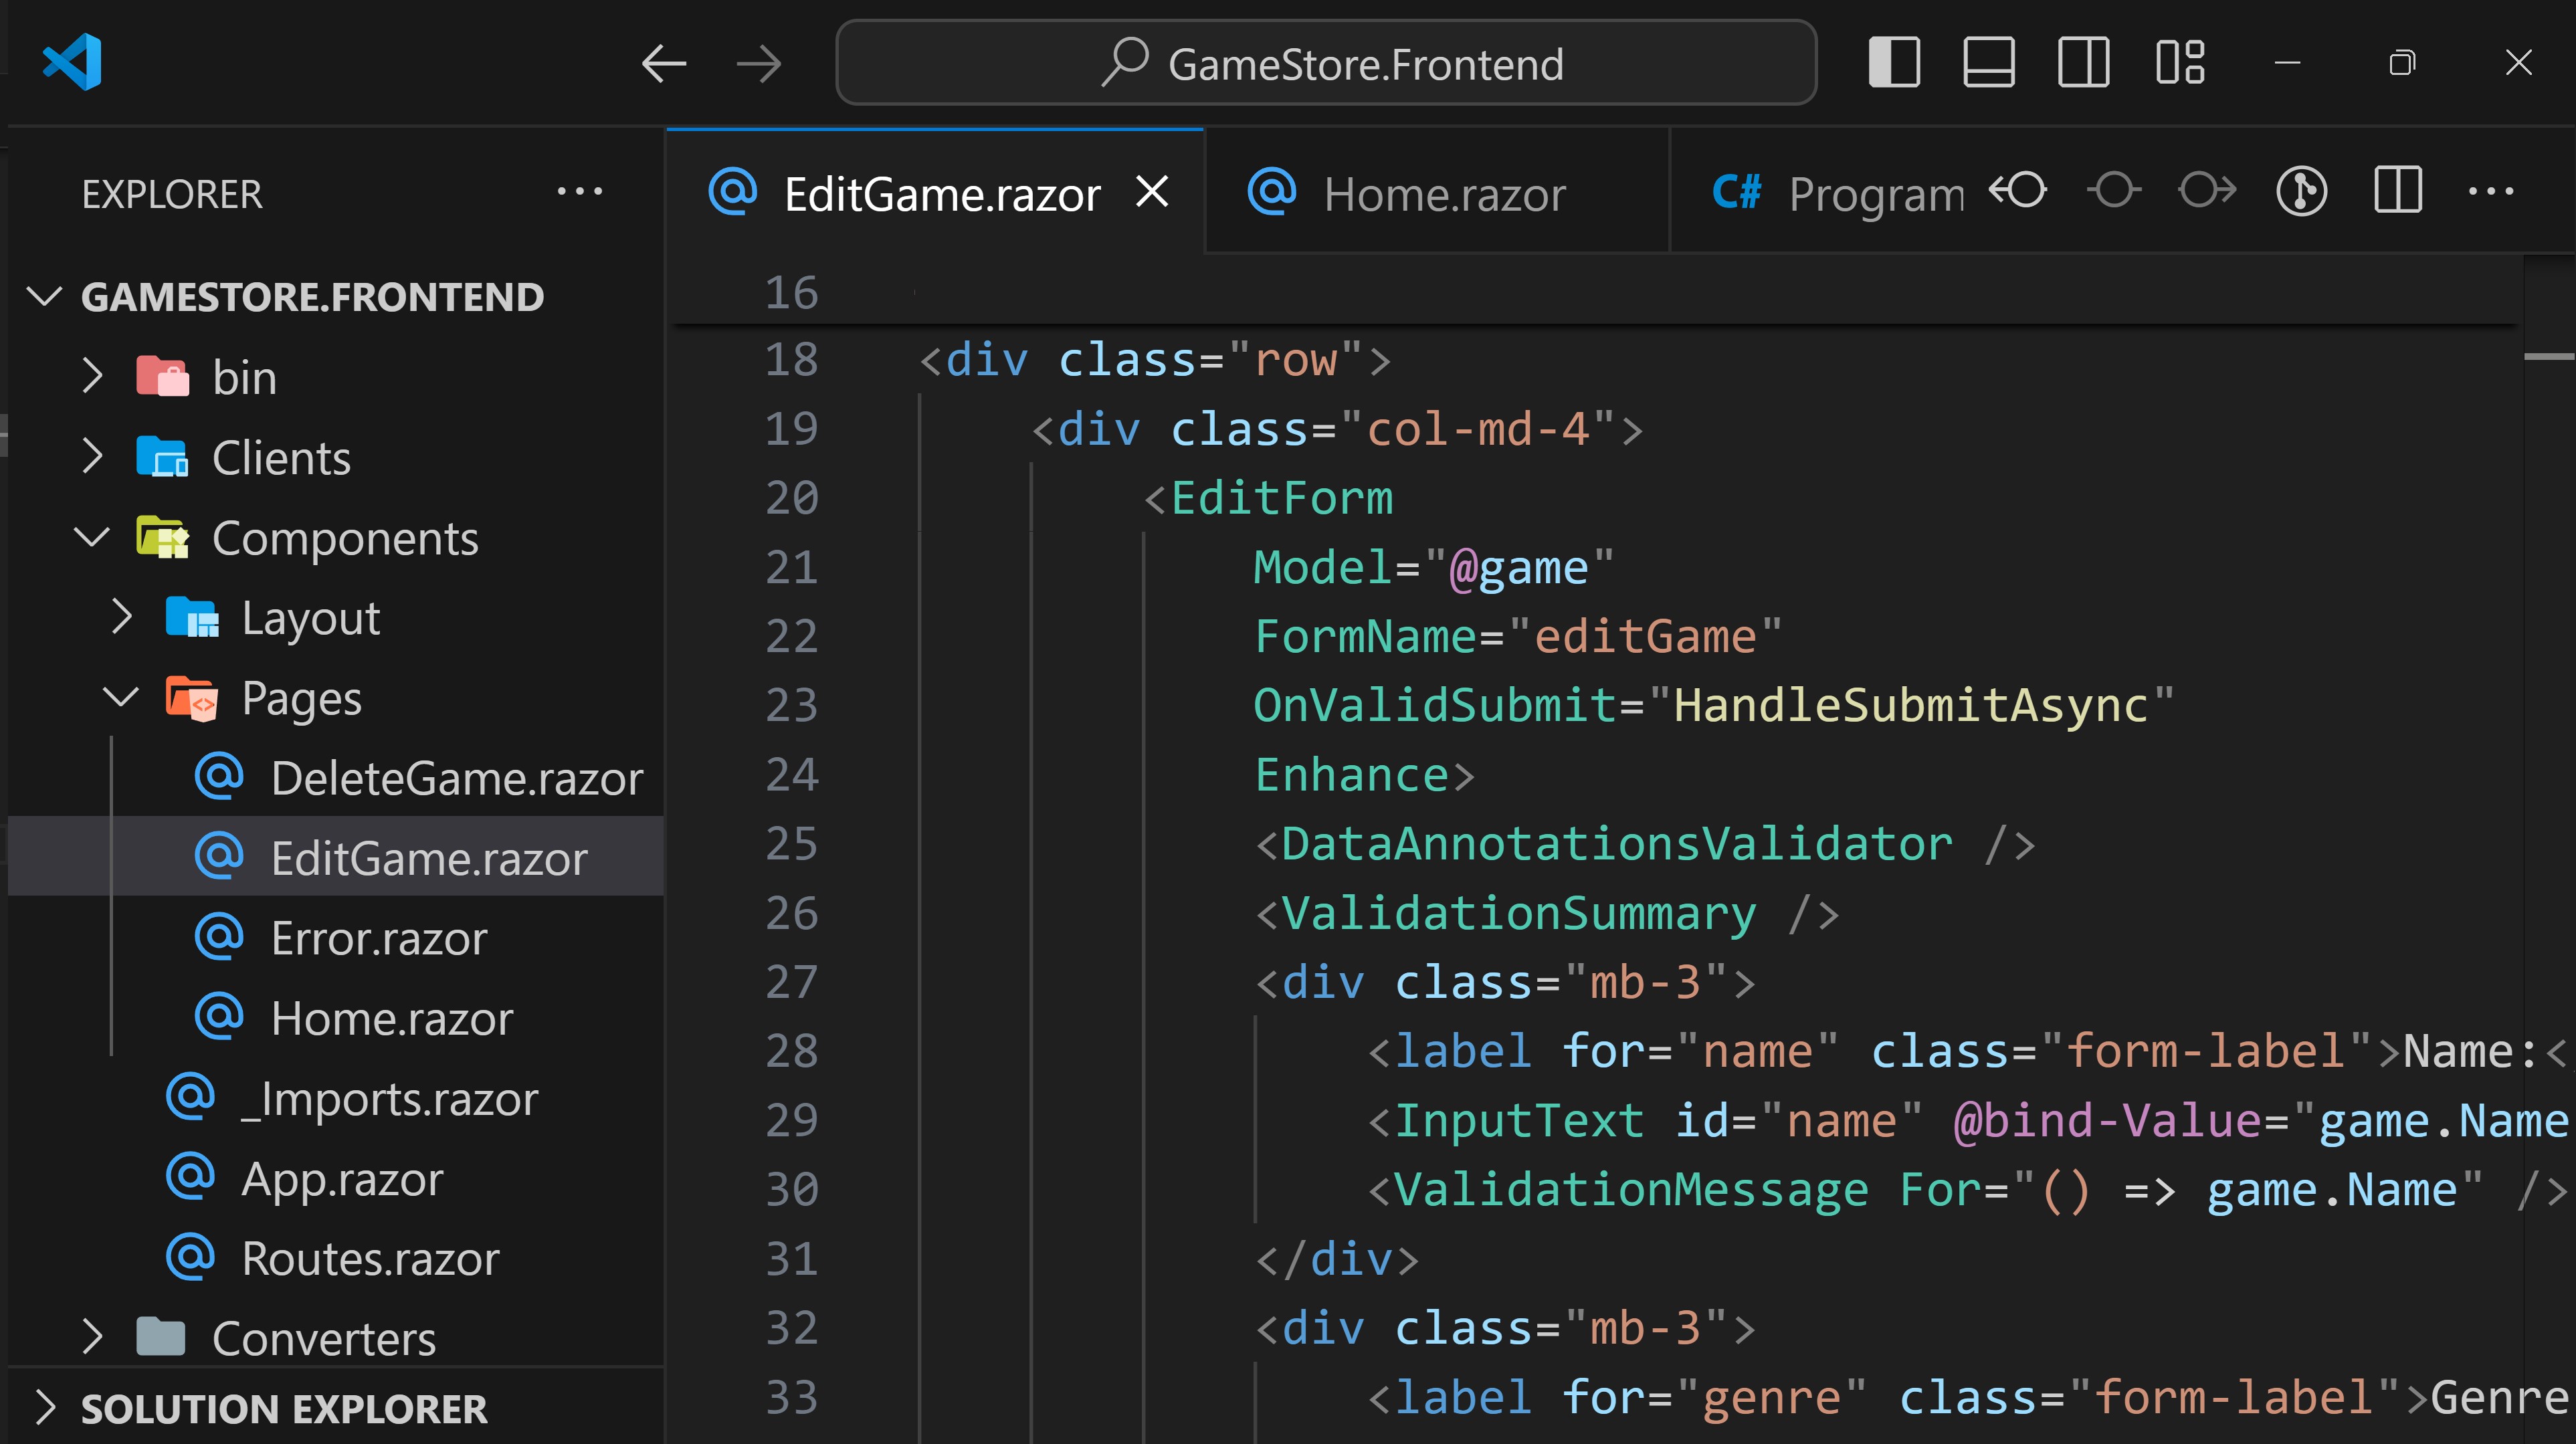 GameStore.Frontend
EXPLORER
EditGame.razor
Home.razor
C# Program
GAMESTORE.FRONTEND
bin
Clients
Components
Layout
Pages
DeleteGame.razor
EditGame.razor
Error.razor
Home.razor
_Imports.razor
App.razor
Routes.razor
Converters
SOLUTION EXPLORER
16
18 <div class="row">
19 <div class="col-md-4">
20 <EditForm
21 Model="@game"
22 FormName="editGame"
23 OnValidSubmit="HandleSubmitAsync"
24 Enhance>
25 <DataAnnotationsValidator />
26 <ValidationSummary />
27 <div class="mb-3">
28 <label for="name" class="form-label">Name:<
29 <InputText id="name" @bind-Value="game.Name
30 <ValidationMessage For="() => game.Name" />
31 </div>
32 <div class="mb-3">
33 <label for="genre" class="form-label">Genre